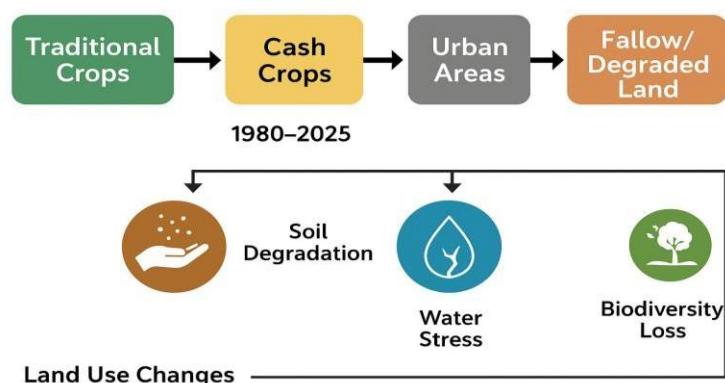 Traditional
Crops
Cash
Crops
Urban
Areas
Fallow/
Degraded
Land
1980–2025
Soil
Degradation
Water
Stress
Biodiversity
Loss
Land Use Changes